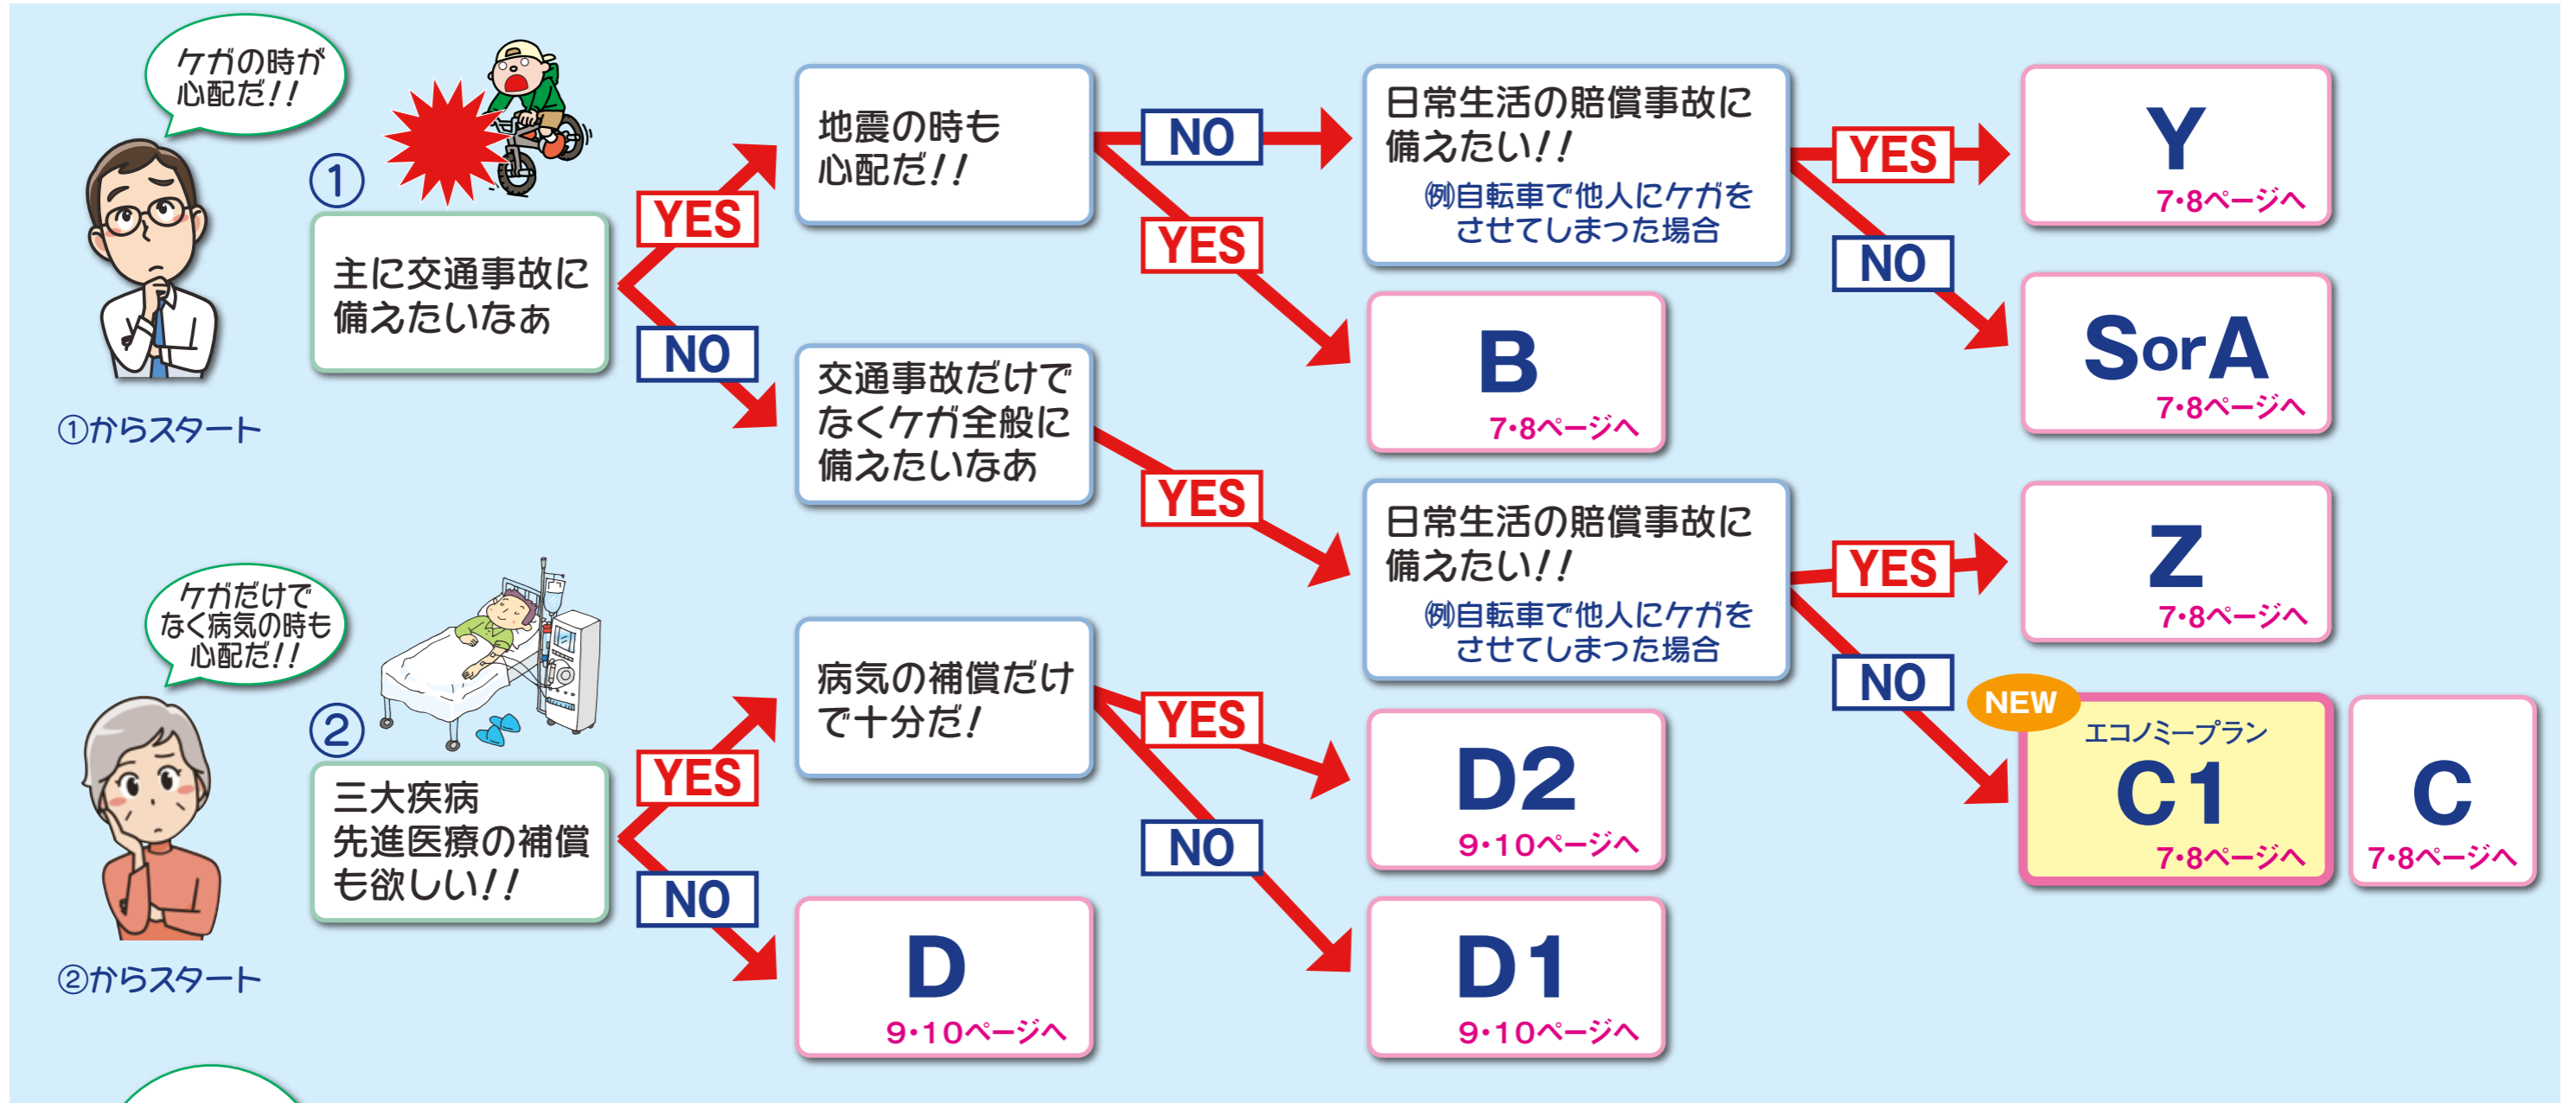 ケガの時が
心配だ!!
①
主に交通事故に
備えたいなぁ
①からスタート
YES
NO
地震の時も
心配だ!!
NO
YES
日常生活の賠償事故に
備えたい!!
㋑自転車で他人にケガを
させてしまった場合
YES
NO
Y
7・8ページへ
SorA
7・8ページへ
B
7・8ページへ
交通事故だけで
なくケガ全般に
備えたいなあ
YES
日常生活の賠償事故に
備えたい!!
㋑自転車で他人にケガを
させてしまった場合
YES
NO
Z
7・8ページへ
NEW
エコノミープラン
C1
7・8ページへ
C
7・8ページへ
ケガだけで
なく病気の時も
心配だ!!
②
三大疾病
先進医療の補償
も欲しい!!
②からスタート
YES
NO
病気の補償だけ
で十分だ!
YES
NO
D2
9・10ページへ
D
9・10ページへ
D1
9・10ページへ